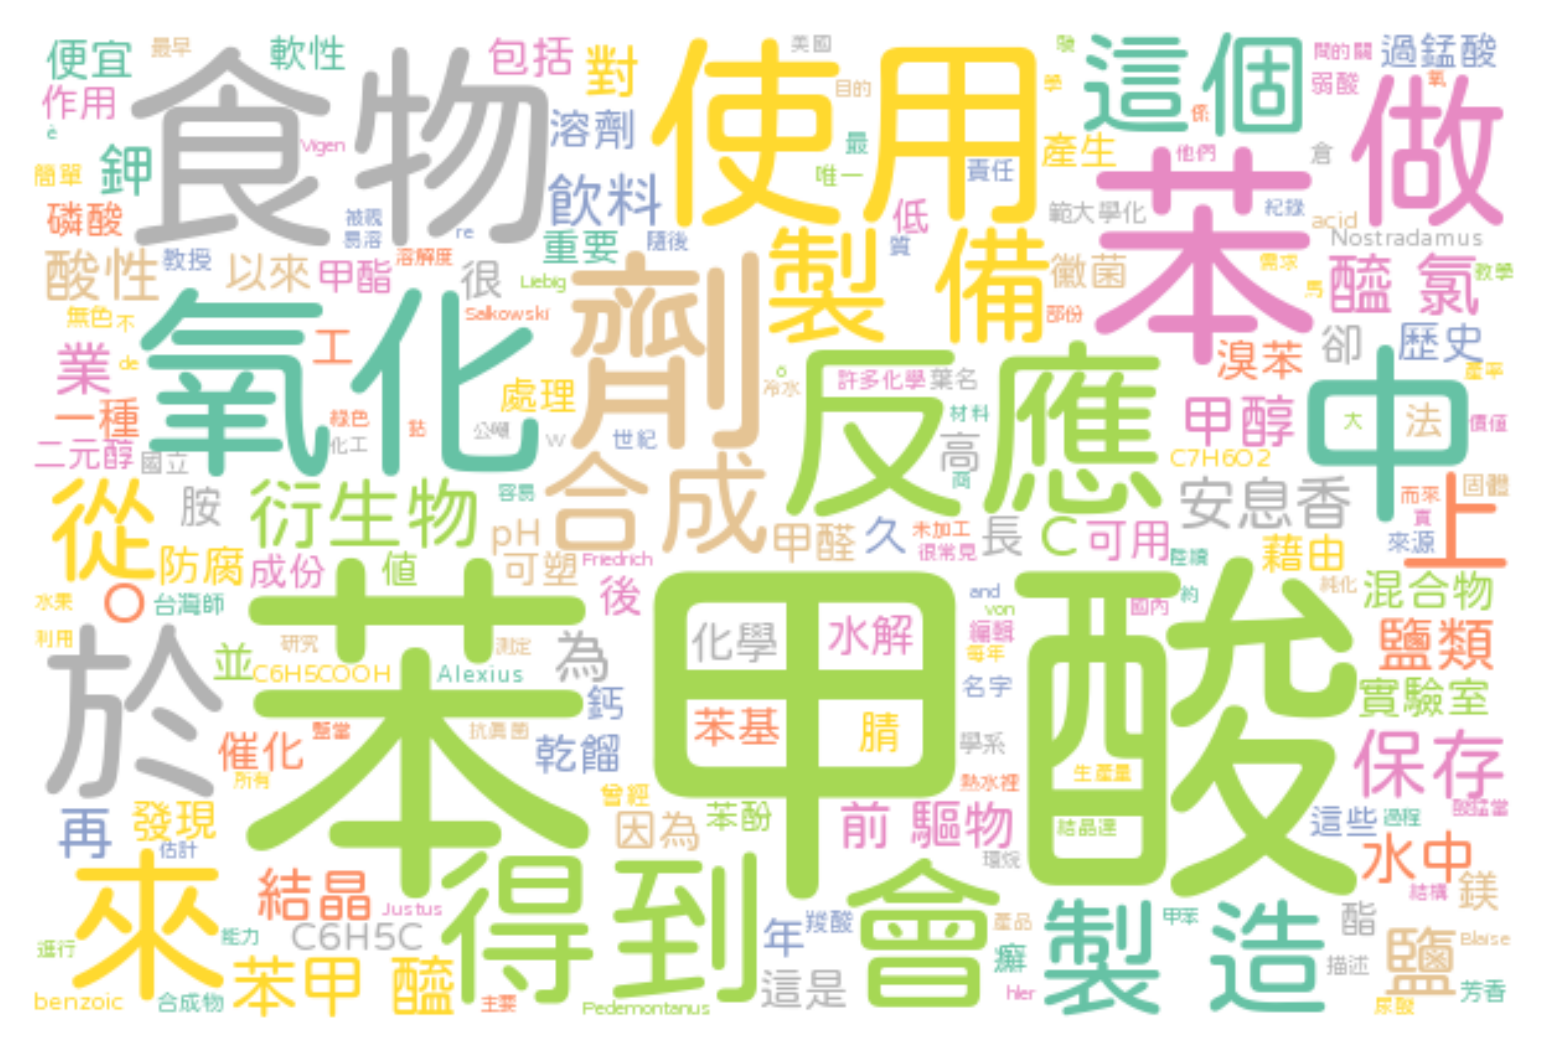 便宜
最早
軟性
包括
對
使用
美國
目的
這個
過錳酸
弱酸
氧
作用
食物
Vigen
溶劑
最
唯一
責任
產生
係
他們
倉
做
è
簡單
鉀
磷酸
飲料
低
範大學化
紀錄
acid
Nostradamus
苯
被視
易溶
re
重要
隨後
製 備
質
酸性
教授
以來
甲酯
溶解度
很
Liebig
劑
黴菌
需求
馬
醯 氯
教學
無色
不
氧化
工
Salkowski
部份
卻
歷史
業
de
處理
冷水
反應
許多化學
葉名
溴苯
產率
一種
綠色
化工
鈷
公噸
W
世紀
材料
甲醇
中
大
法
價值
二元醇
國立
高
商
C7H6O2
從
胺
衍生物
容易
合成
安息香
而來
固體
上
pH
甲醛
久
未加工
很常見
長
C
可用
來源
防腐
成份
值
可塑
Friedrich
藉由
陸續
水果
台灣師
後
and
von
國內
約
純化
混合物
利用
於
並
研究
測定
苯甲酸
C6H5COOH
Alexius
為
化學
水解
編輯
每年
鹽類
鈣
名字
實驗室
催化
抗真菌
乾餾
苯基
腈
學系
所有
熱水裡
生產量
保存
再
發現
估計
曾經
因為
苯酚
前 驅物
環烷
結晶
這些
過程
水中
來
結晶
Justus
得到
會
結構
鎂
C6H5C
能力
進行
年
羧酸
產品
製 造
甲苯
酯
鹽
Blaise
benzoic
合成物
苯甲 醯
主要
Pedemontanus
這是
描述
尿酸
芳香